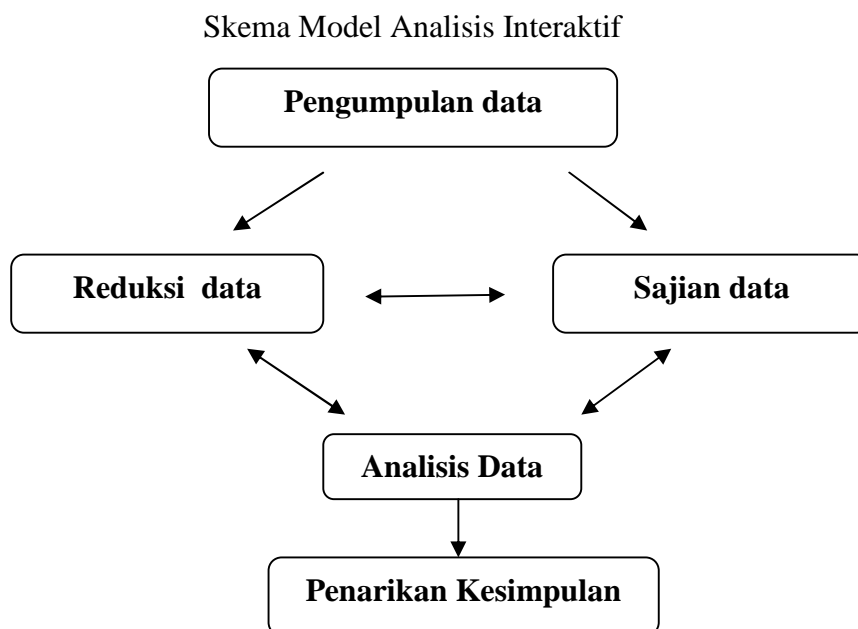 Skema Model Analisis Interaktif
Pengumpulan data
Reduksi data
Sajian data
Analisis Data
Penarikan Kesimpulan